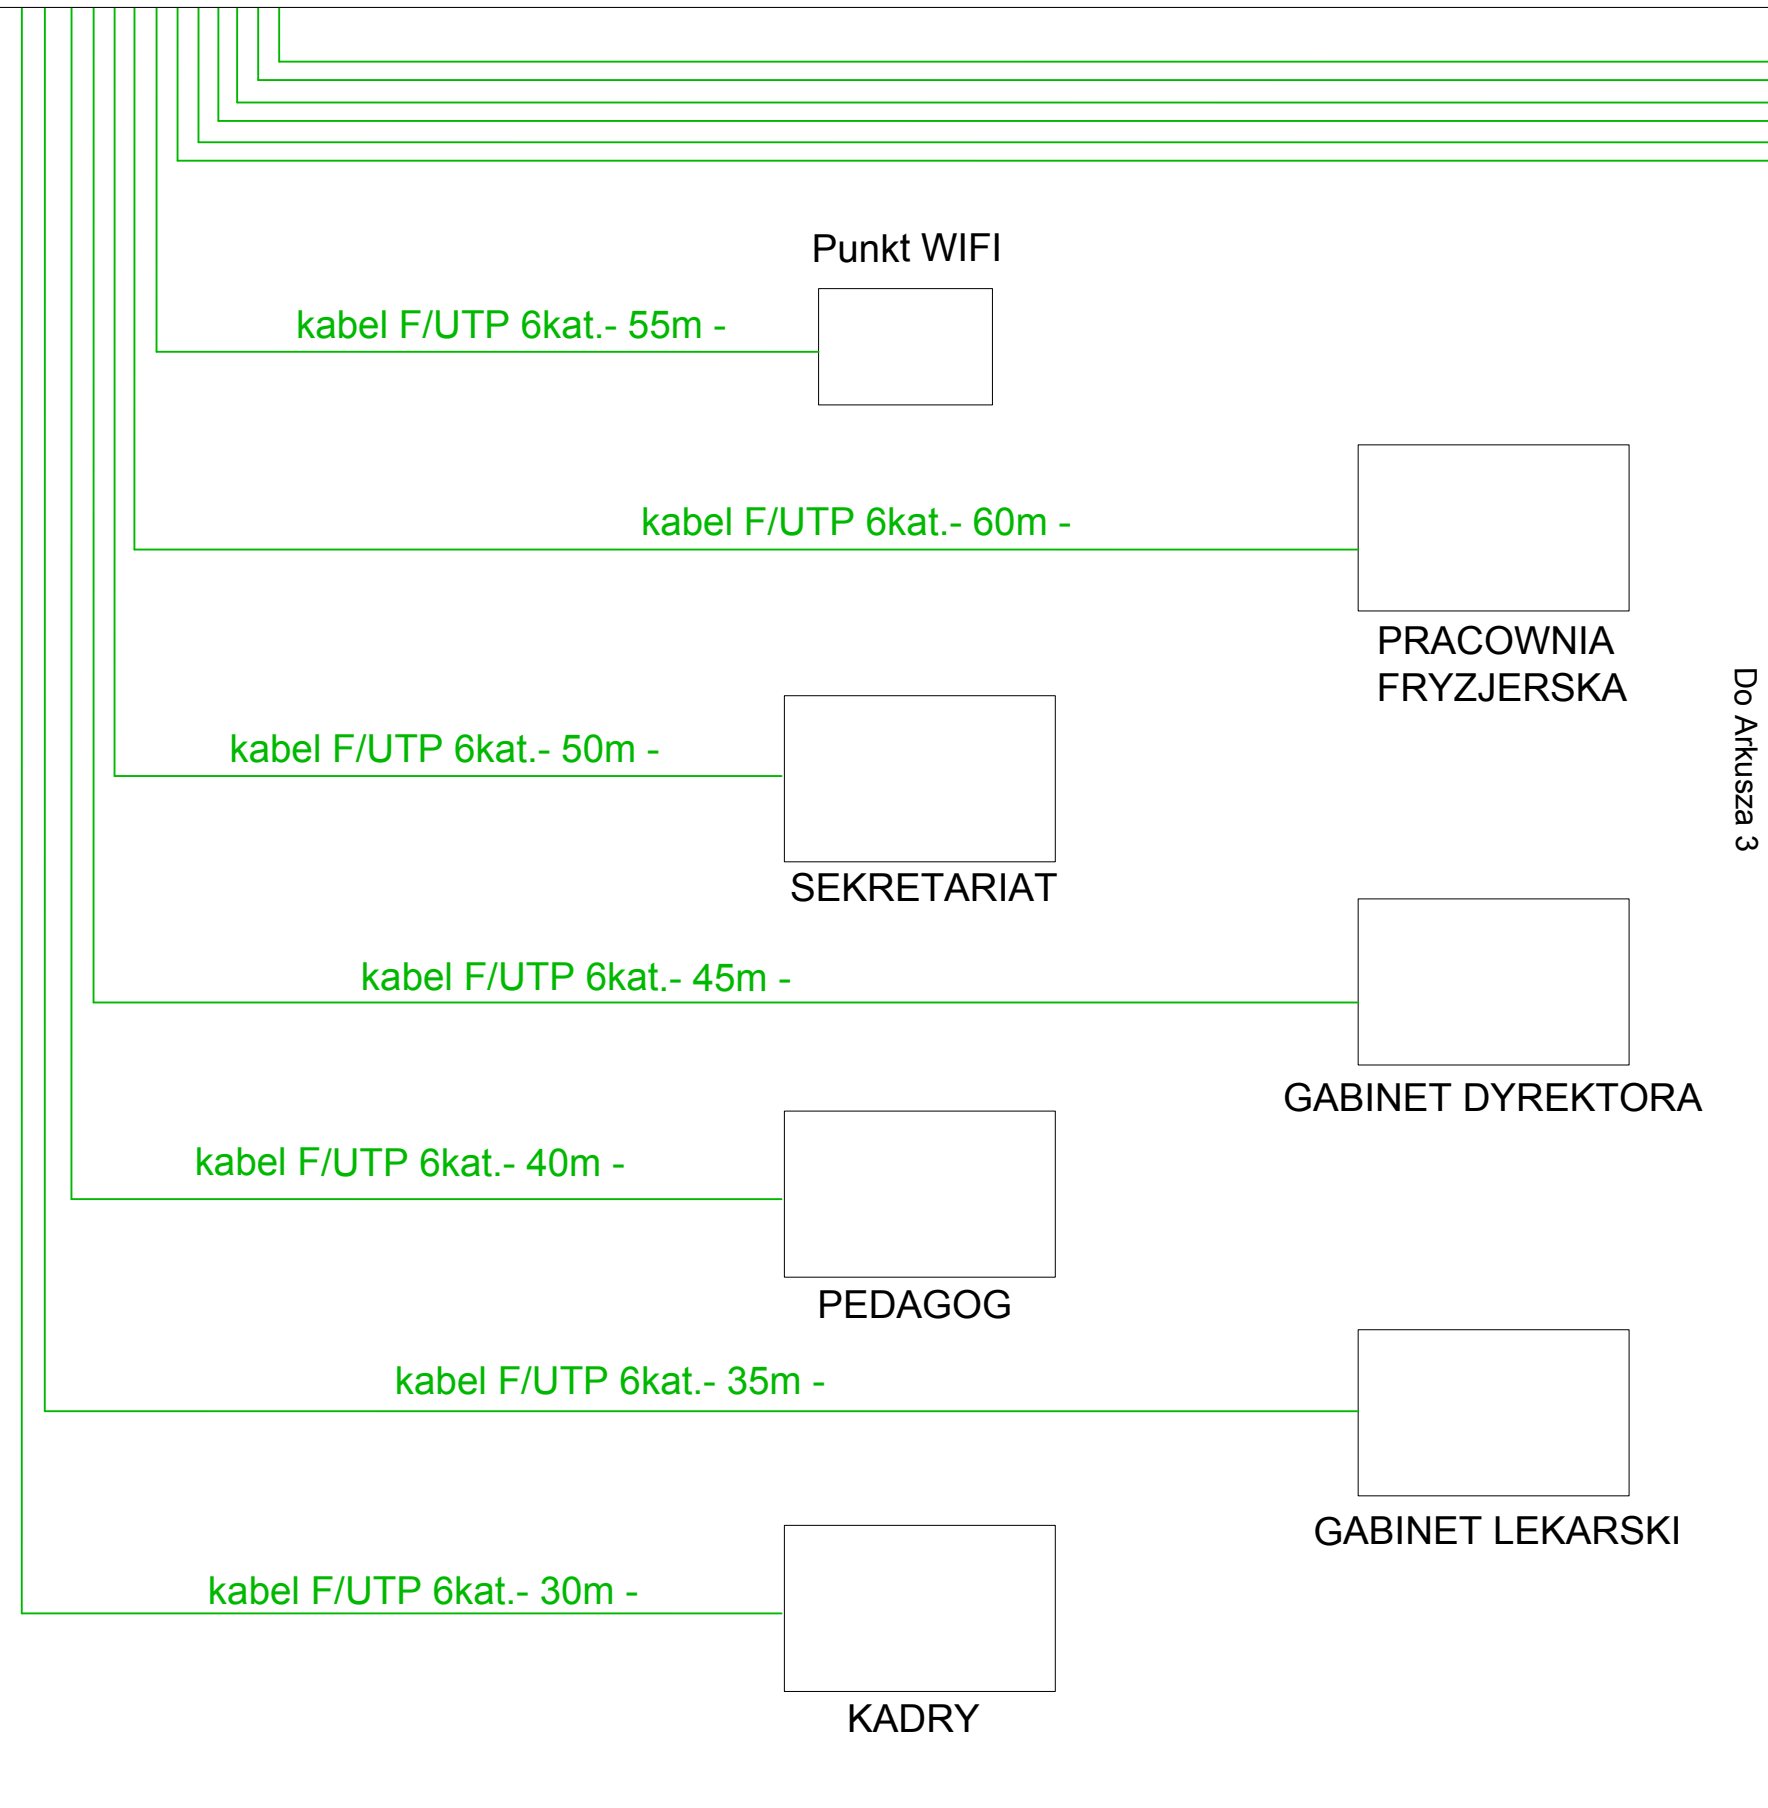 Punkt WIFI
kabel F/UTP 6kat.- 55m -
kabel F/UTP 6kat.- 60m -
PRACOWNIA
FRYZJERSKA
Do Arkusza 3
kabel F/UTP 6kat.- 50m -
SEKRETARIAT
kabel F/UTP 6kat.- 45m -
GABINET DYREKTORA
kabel F/UTP 6kat.- 40m -
PEDAGOG
kabel F/UTP 6kat.- 35m -
GABINET LEKARSKI
kabel F/UTP 6kat.- 30m -
KADRY